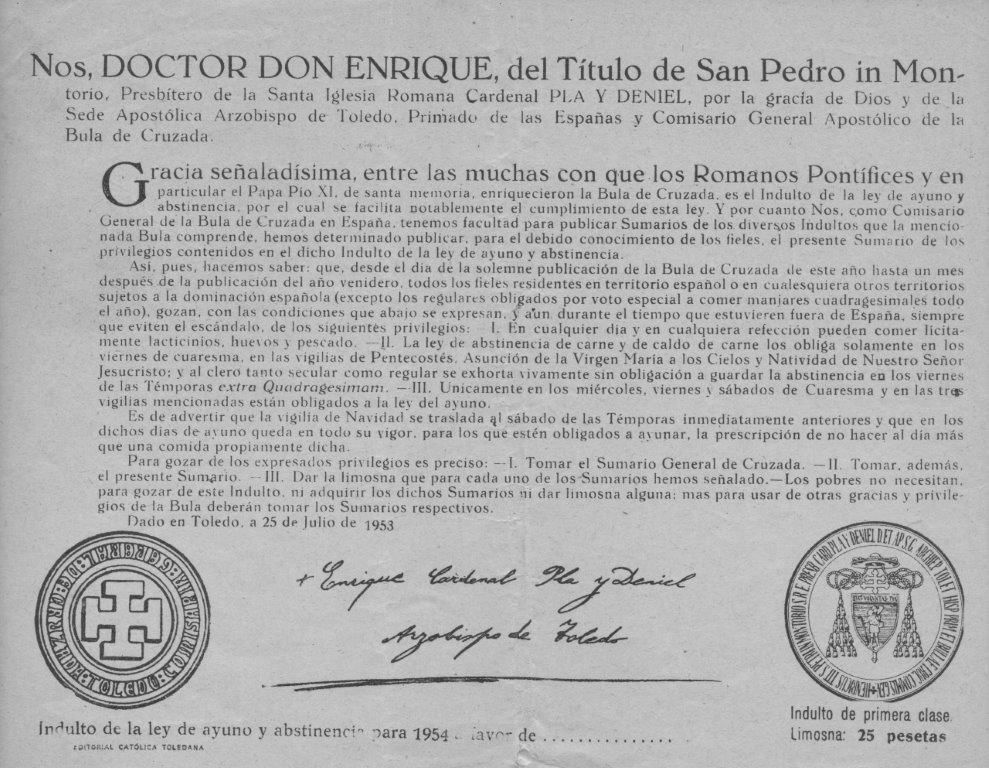 Nos, DOCTOR DON ENRIQUE, del Título de San Pedro in Mon-
torio, Presbítero de la Santa Iglesia Romana Cardenal PLA Y DENIEL, por la gracia de Dios y de la
Sede Apostólica Arzobispo de Toledo, Primado de las Españas y Comisario General Apostólico de la
Bula de Cruzada.
Gracia señaladísima, entre las muchas con que los Romanos Pontífices y en
particular el Papa Pío XI, de santa memoria, enriquecieron la Bula de Cruzada, es el Indulto de la ley de ayuno y
abstinencia, por el cual se facilita notablemente el cumplimiento de esta ley. Y por cuanto Nos, como Comisario
General de la Bula de Cruzada en España, tenemos facultad para publicar Sumarios de los diversos Indultos que la mencio-
nada Bula comprende, hemos determinado publicar, para el debido conocimiento de los fieles, el presente Sumario de los
privilegios contenidos en el dicho Indulto de la ley de ayuno y abstinencia.
Así, pues, hacemos saber: que, desde el día de la solemne publicación de la Bula de Cruzada de este año hasta un mes
después de la publicación del año venidero, todos los fieles residentes en territorio español o en cualesquiera otros territorios
sujetos a la dominación española (excepto los regulares obligados por voto especial a comer manjares cuadragesimales todo
el año), gozan, con las condiciones que abajo se expresan, y aun durante el tiempo que estuvieren fuera de España, siempre
que eviten el escándalo, de los siguientes privilegios: —I. En cualquier día y en cualquiera refección pueden comer lícita-
mente lacticinios, huevos y pescado. —II. La ley de abstinencia de carne y de caldo de carne los obliga solamente en los
viernes de cuaresma, en las vigilias de Pentecostés, Asunción de la Virgen María a los Cielos y Natividad de Nuestro Señor
Jesucristo; y al clero tanto secular como regular se exhorta vivamente sin obligación a guardar la abstinencia en los viernes
de las Témporas extra Quadragesimam. —III. Unicamente en los miércoles, viernes y sábados de Cuaresma y en las tres
vigilias mencionadas están obligados a la ley del ayuno.
Es de advertir que la vigilia de Navidad se traslada al sábado de las Témporas inmediatamente anteriores y que en los
dichos días de ayuno queda en todo su vigor, para los que estén obligados a ayunar, la prescripción de no hacer al día más
que una comida propiamente dicha.
Para gozar de los expresados privilegios es preciso: —I. Tomar el Sumario General de Cruzada. —II. Tomar, además,
el presente Sumario. —III. Dar la limosna que para cada uno de los Sumarios hemos señalado.—Los pobres no necesitan,
para gozar de este Indulto, ni adquirir los dichos Sumarios ni dar limosna alguna; mas para usar de otras gracias y privile-
gios de la Bula deberán tomar los Sumarios respectivos.
Dado en Toledo, a 25 de Julio de 1953
+ Enrique Cardenal Pla y Deniel
Arzobispo de Toledo
Indulto de la ley de ayuno y abstinencia para 1954 a favor de ...............
EDITORIAL CATÓLICA TOLEDANA
Indulto de primera clase.
Limosna: 25 pesetas